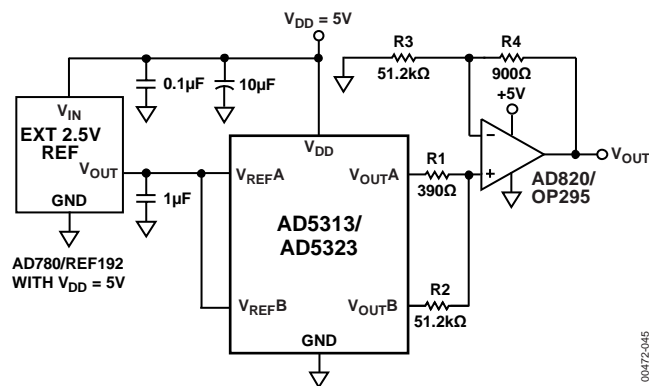 V_DD = 5V
R3
51.2kΩ
R4
900Ω
0.1µF
10µF
+5V
V_IN
EXT 2.5V
REF
V_OUT
GND
1µF
V_DD
V_REFA
V_OUTA
R1
390Ω
−
+
V_OUT
AD820/
OP295
AD5313/
AD5323
AD780/REF192
WITH V_DD = 5V
V_REFB
V_OUTB
R2
51.2kΩ
GND
00472-045